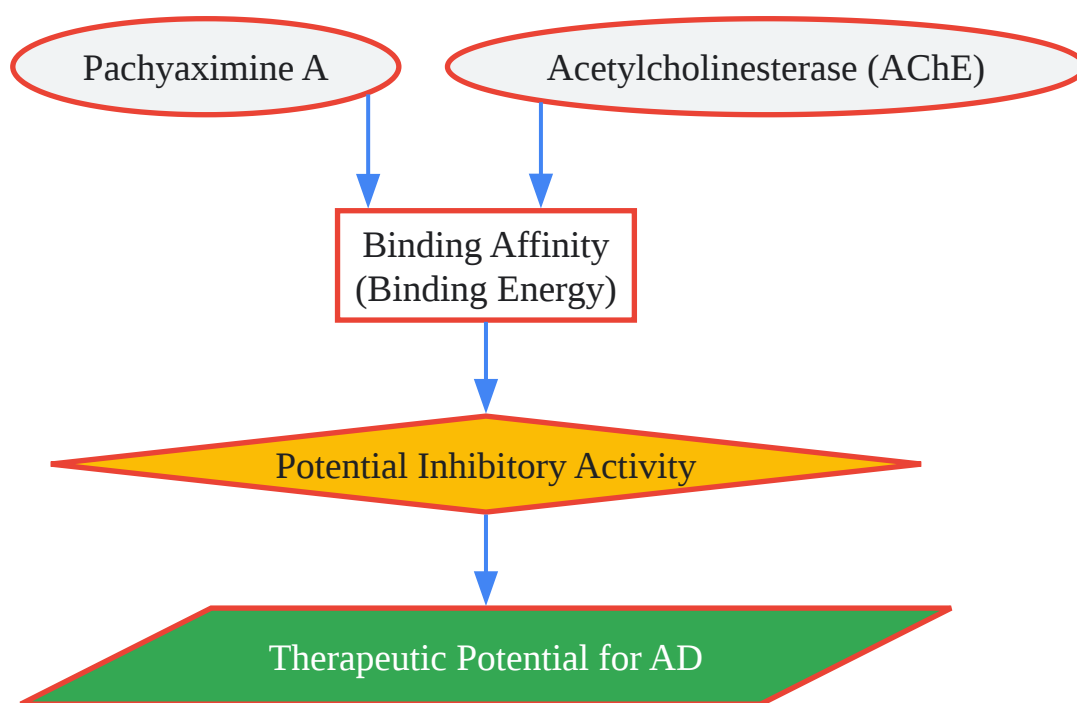 Pachyaximine A
Acetylcholinesterase (AChE)
Binding Affinity
(Binding Energy)
Potential Inhibitory Activity
Therapeutic Potential for AD